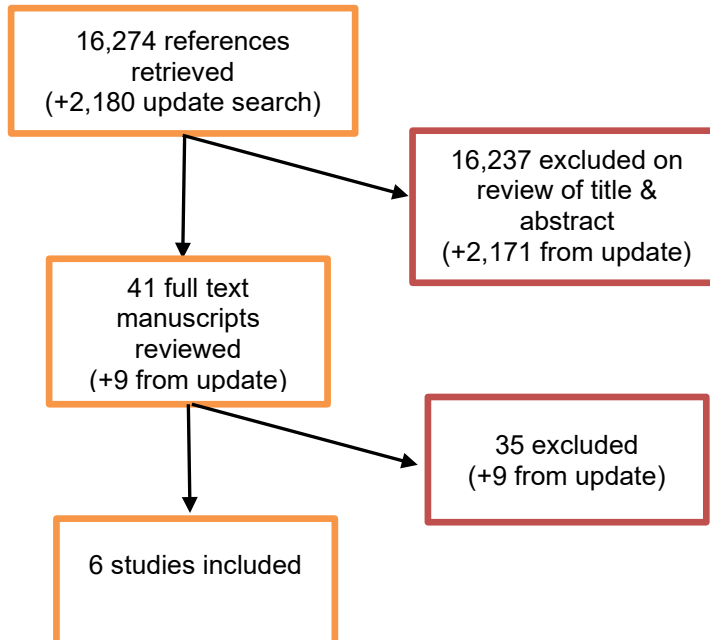 16,274 references
retrieved
(+2,180 update search)
16,237 excluded on
review of title &
abstract
(+2,171 from update)
41 full text
manuscripts
reviewed
(+9 from update)
35 excluded
(+9 from update)
6 studies included